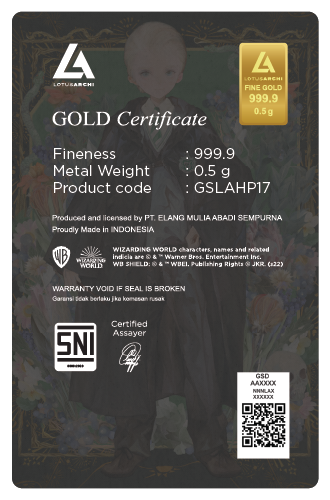 LOTUSARCHI
LOTUSARCHI
FINE GOLD
999.9
0.5 g
GOLD Certificate
Fineness : 999.9
Metal Weight : 0.5 g
Product code : GSLAHP17
Produced and licensed by PT. ELANG MULIA ABADI SEMPURNA
Proudly Made in INDONESIA
WB
WIZARDING
WORLD
WIZARDING WORLD characters, names and related
indicia are © & ™ Warner Bros. Entertainment Inc.
WB SHIELD: © & ™ WBEI. Publishing Rights © JKR. (s22)
WARRANTY VOID IF SEAL IS BROKEN
Garansi tidak berlaku jika kemasan rusak
SNI
Certified
Assayer
GSD
AAXXXX
NNNLAX
XXXXXX